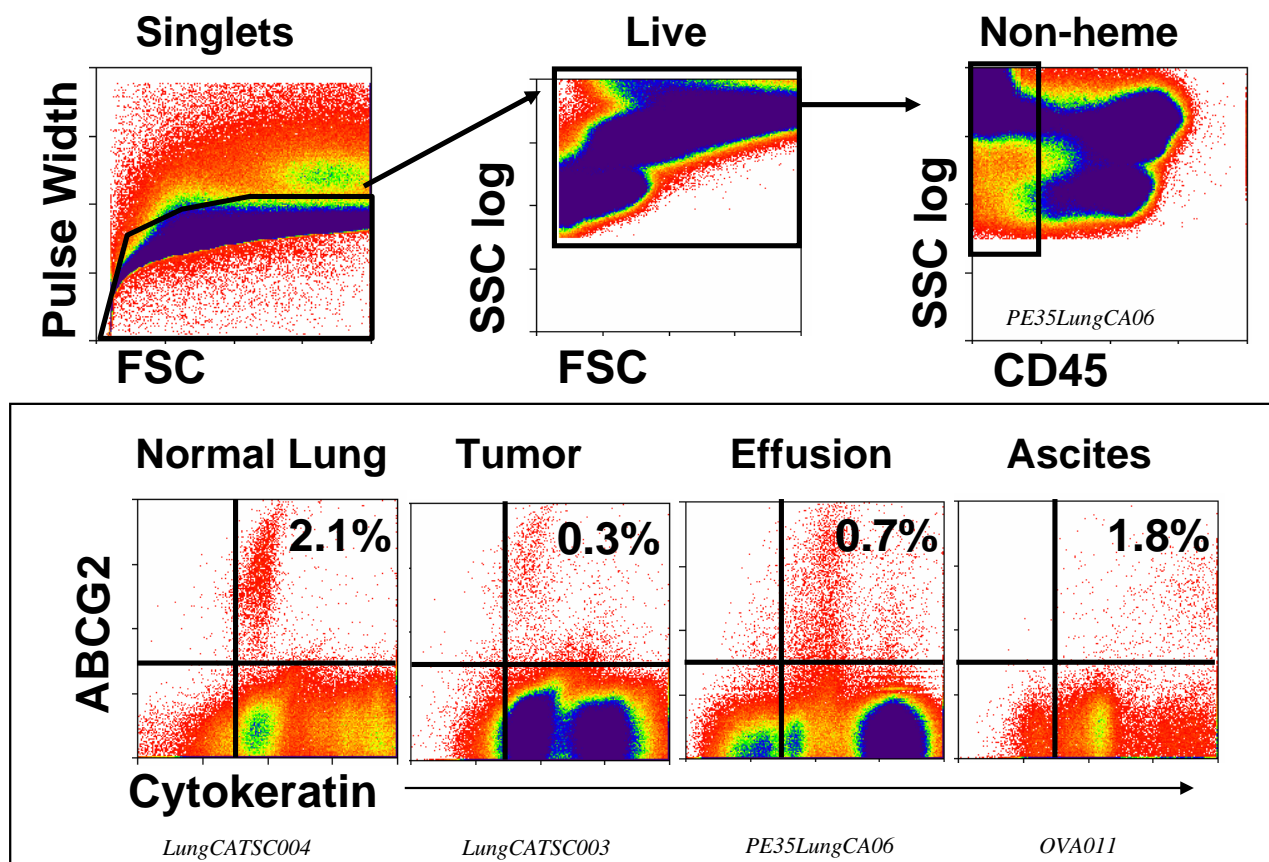 Singlets
Live
Non-heme
Pulse Width
SSC log
SSC log
PE35LungCA06
FSC
FSC
CD45
Normal Lung
Tumor
Effusion
Ascites
2.1%
0.3%
0.7%
1.8%
ABCG2
Cytokeratin
LungCATSC004
LungCATSC003
PE35LungCA06
OVA011